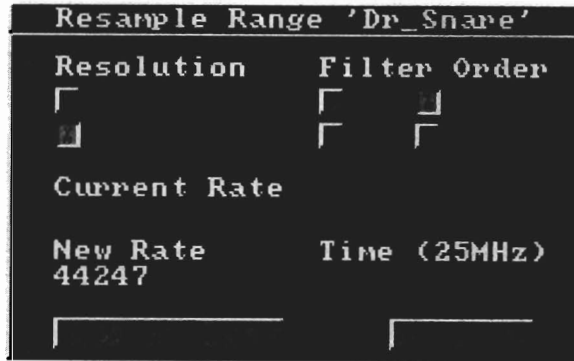 Resample Range 'Dr_Snare'
Resolution Filter Order
Current Rate
New Rate Time (25MHz)
44247